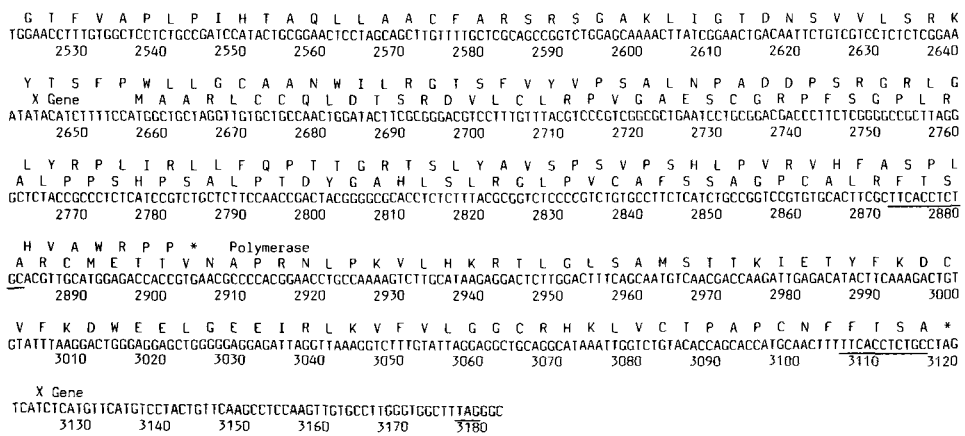 G T F V A P L P I H T A Q L L A A C F A R S R S G A K L I G T D N S V V L S R K
TGGAACCTTTGTGGCTCCTCTGCCGATCCATACTGCGGAACTCCTAGCAGCTTGTTTTGCTCGCAGCCGGTCTGGAGCAAAACTTATCGGAACTGACAATTCTGTCGTCCTCTCTCGGAA
2530 2540 2550 2560 2570 2580 2590 2600 2610 2620 2630 2640
Y T S F P W L L G C A A N W I L R G T S F V Y V P S A L N P A D D P S R G R L G
X Gene M A A R L C C Q L D T S R D V L C L R P V G A E S C G R P F S G P L R
ATATACATCTTTTCCATGGCTGCTAGGTTGTGCTGCCAACTGGATACTTCGCGGGACGTCCTTTGTTTACGTCCCGTCGGCGCTGAATCCTGCGGACGACCCTTCTCGGGGCCGCTTAGG
2650 2660 2670 2680 2690 2700 2710 2720 2730 2740 2750 2760
L Y R P L I R L L F Q P T T G R T S L Y A V S P S V P S H L P V R V H F A S P L
A L P P S H P S A L P T D Y G A H L S L R G L P V C A F S S A G P C A L R F T S
GCTCTACCGCCCTCTCATCCGTCTGCTCTTCCAACCGACTACGGGGCGCACCTCTCTTTACGCGGTCTCCCCGTCTGTGCCTTCTCATCTGCCGGTCCGTGTGCACTTCGCTTCACCTCT
2770 2780 2790 2800 2810 2820 2830 2840 2850 2860 2870 2880
H V A W R P P * Polymerase
A R C M E T T V N A P R N L P K V L H K R T L G L S A M S T T K I E T Y F K D C
GCACGTTGCATGGAGACCACCGTGAACGCCCCACGGAACCTGCCAAAAGTCTTGCATAAGAGGACTCTTGGACTTTCAGCAATGTCAACGACCAAGATTGAGACATACTTCAAAGACTGT
2890 2900 2910 2920 2930 2940 2950 2960 2970 2980 2990 3000
V F K D W E E L G E E I R L K V F V L G G C R H K L V C T P A P C N F F T S A *
GTATTTAAGGACTGGGAGGAGCTGGGGGAGGAGATTAGGTTAAAGGTCTTTGTATTAGGAGGCTGCAGGCATAAATTGGTCTGTACACCAGCACCATGCAACTTTTTCACCTCTGCCTAG
3010 3020 3030 3040 3050 3060 3070 3080 3090 3100 3110 3120
X Gene
TCATCTCATGTTCATGTCCTACTGTTCAAGCCTCCAAGTTGTGCCTTGGGTGGCTTTAGGGC
3130 3140 3150 3160 3170 3180